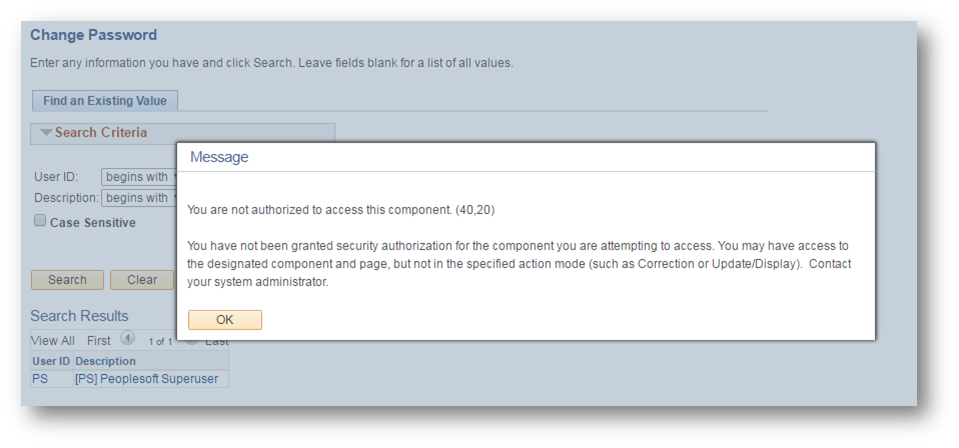 Change Password
Enter any information you have and click Search. Leave fields blank for a list of all values.
Find an Existing Value
Search Criteria
Message
User ID: begins with
Description: begins with
You are not authorized to access this component. (40,20)
Case Sensitive
You have not been granted security authorization for the component you are attempting to access. You may have access to
the designated component and page, but not in the specified action mode (such as Correction or Update/Display).  Contact
your system administrator.
Search Clear
OK
Search Results
View All First 1 of 1 Last
User ID Description
PS [PS] Peoplesoft Superuser